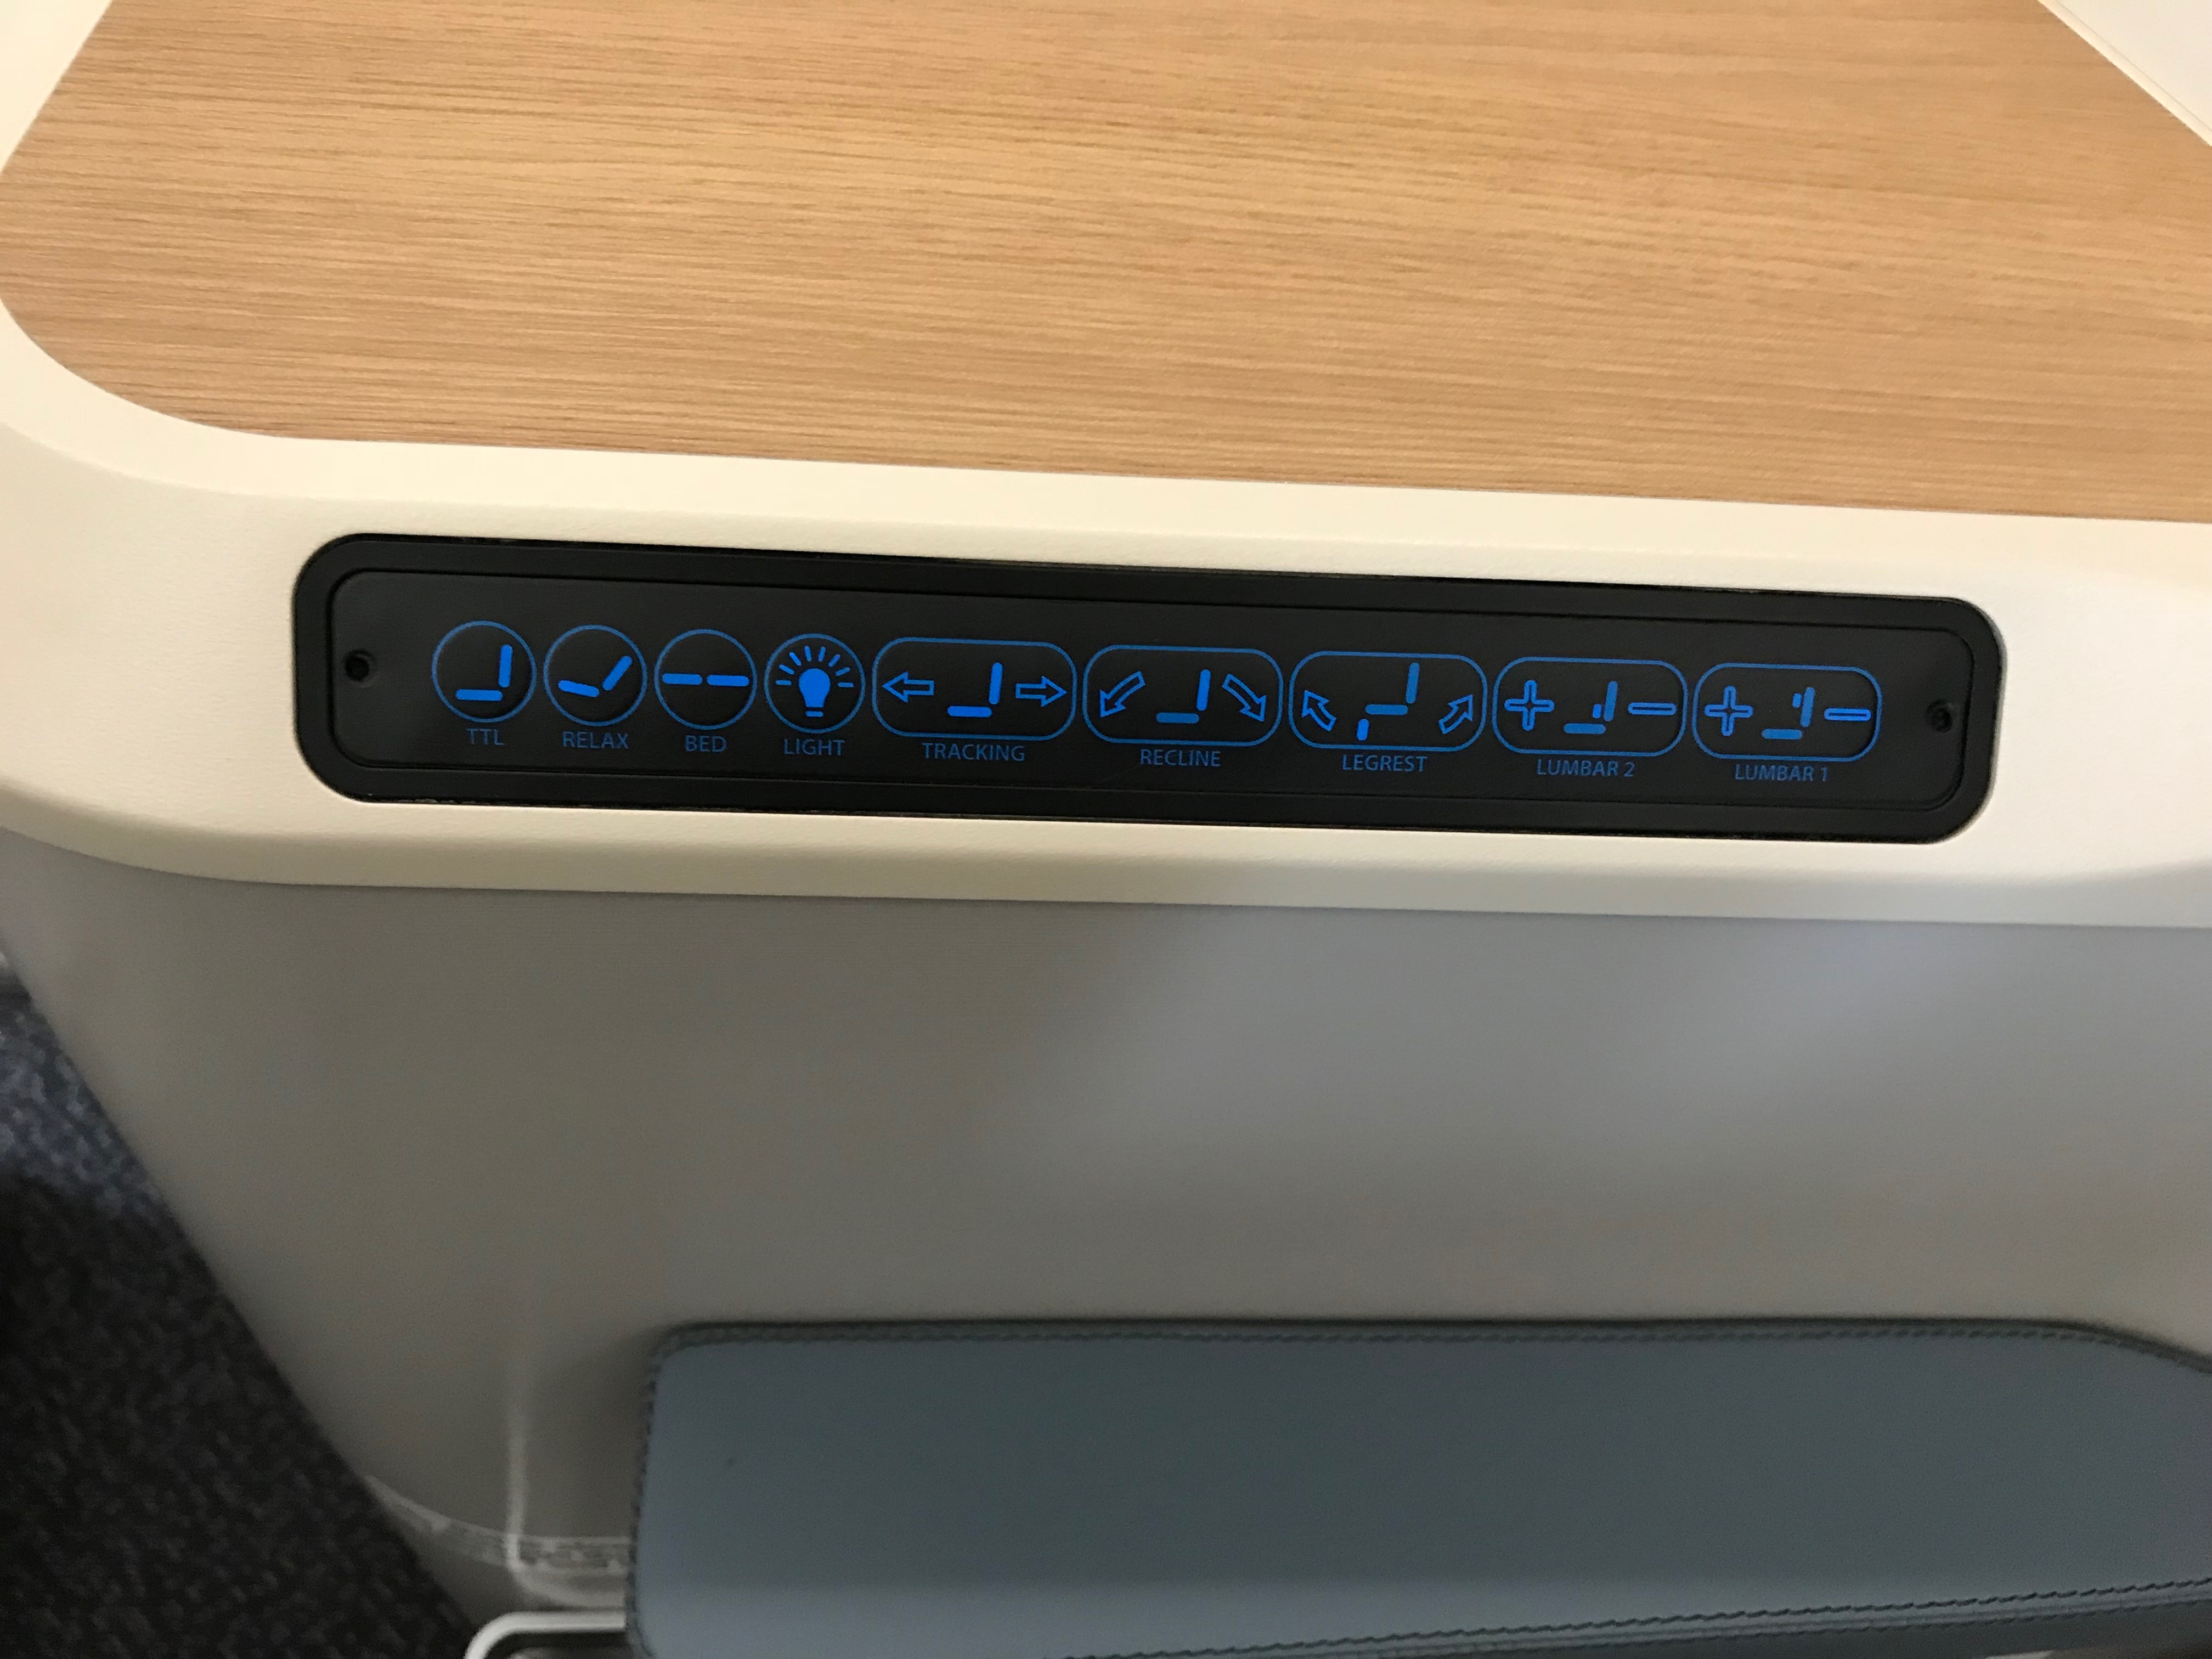 TTL
RELAX
BED
LIGHT
TRACKING
RECLINE
LEGREST
LUMBAR 2
LUMBAR 1